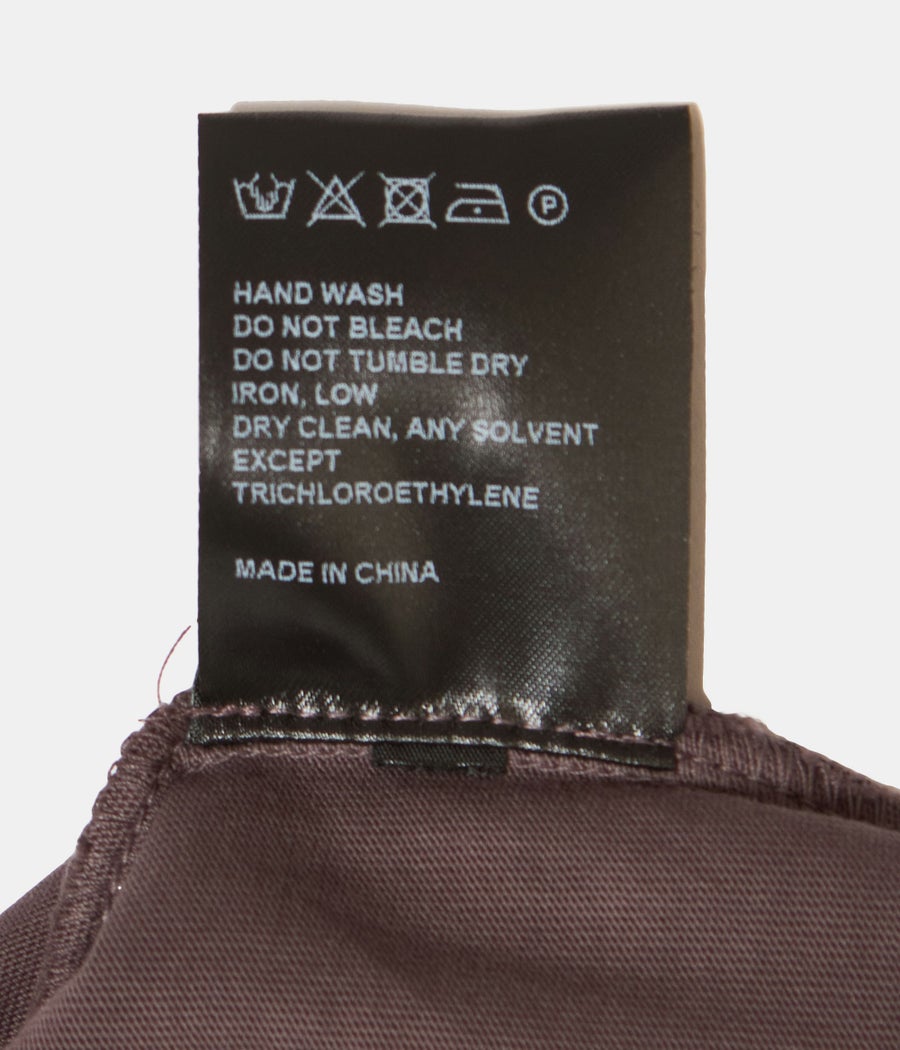 P
HAND WASH
DO NOT BLEACH
DO NOT TUMBLE DRY
IRON, LOW
DRY CLEAN, ANY SOLVENT
EXCEPT
TRICHLOROETHYLENE
MADE IN CHINA